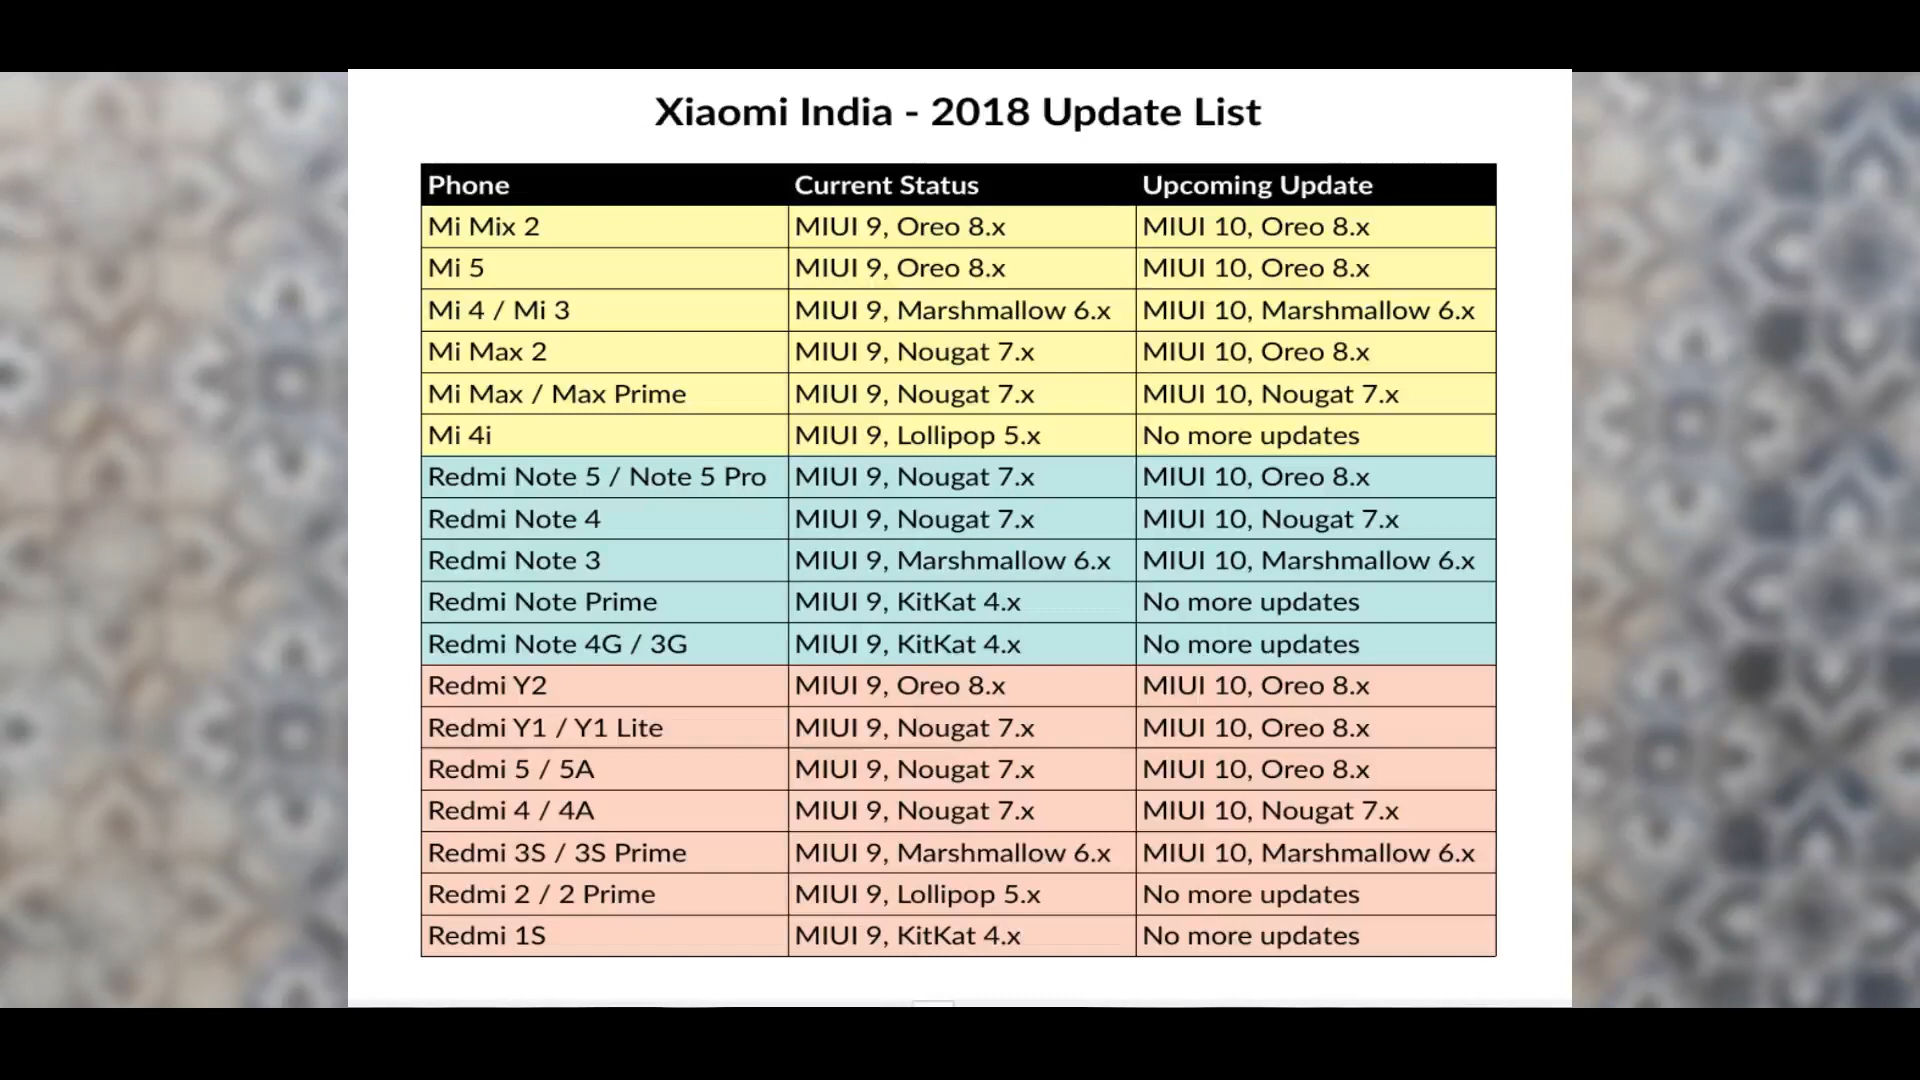 Xiaomi India - 2018 Update List
Phone Current Status Upcoming Update
Mi Mix 2 MIUI 9, Oreo 8.x MIUI 10, Oreo 8.x
Mi 5 MIUI 9, Oreo 8.x MIUI 10, Oreo 8.x
Mi 4 / Mi 3 MIUI 9, Marshmallow 6.x MIUI 10, Marshmallow 6.x
Mi Max 2 MIUI 9, Nougat 7.x MIUI 10, Oreo 8.x
Mi Max / Max Prime MIUI 9, Nougat 7.x MIUI 10, Nougat 7.x
Mi 4i MIUI 9, Lollipop 5.x No more updates
Redmi Note 5 / Note 5 Pro MIUI 9, Nougat 7.x MIUI 10, Oreo 8.x
Redmi Note 4 MIUI 9, Nougat 7.x MIUI 10, Nougat 7.x
Redmi Note 3 MIUI 9, Marshmallow 6.x MIUI 10, Marshmallow 6.x
Redmi Note Prime MIUI 9, KitKat 4.x No more updates
Redmi Note 4G / 3G MIUI 9, KitKat 4.x No more updates
Redmi Y2 MIUI 9, Oreo 8.x MIUI 10, Oreo 8.x
Redmi Y1 / Y1 Lite MIUI 9, Nougat 7.x MIUI 10, Oreo 8.x
Redmi 5 / 5A MIUI 9, Nougat 7.x MIUI 10, Oreo 8.x
Redmi 4 / 4A MIUI 9, Nougat 7.x MIUI 10, Nougat 7.x
Redmi 3S / 3S Prime MIUI 9, Marshmallow 6.x MIUI 10, Marshmallow 6.x
Redmi 2 / 2 Prime MIUI 9, Lollipop 5.x No more updates
Redmi 1S MIUI 9, KitKat 4.x No more updates